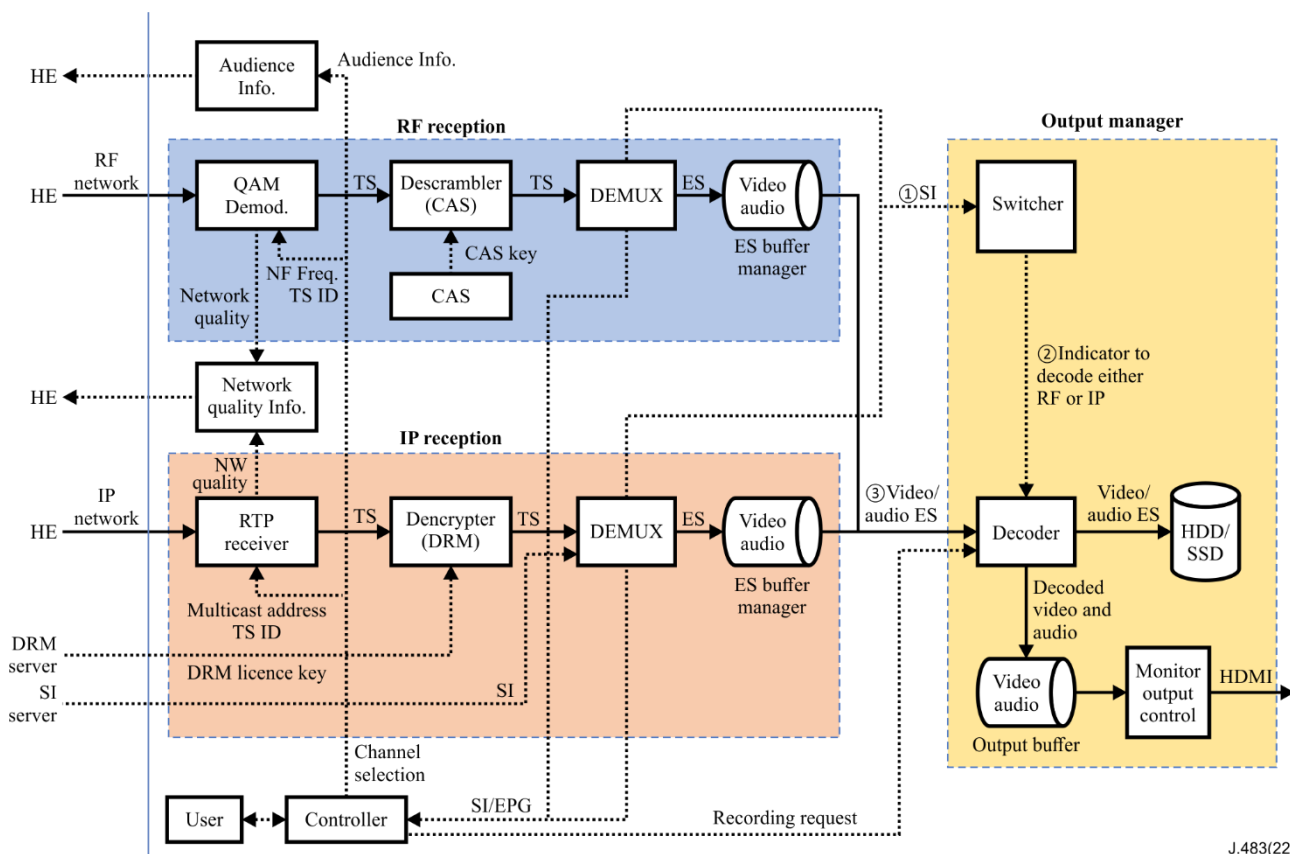 HE
Audience
Info.
Audience Info.
RF reception
Output manager
RF
network
HE
QAM
Demod.
TS
Descrambler
(CAS)
TS
DEMUX
ES
Video
audio
ES buffer
manager
①SI
Switcher
CAS key
NF Freq.
TS ID
CAS
Network
quality
②Indicator to
decode either
RF or IP
HE
Network
quality Info.
IP reception
NW
quality
IP
network
HE
RTP
receiver
TS
Dencrypter
(DRM)
TS
DEMUX
ES
Video
audio
ES buffer
manager
③Video/
audio ES
Decoder
Video/
audio ES
HDD/
SSD
Multicast address
TS ID
Decoded
video and
audio
DRM
server
DRM licence key
SI
server
SI
Video
audio
Output buffer
Monitor
output
control
HDMI
Channel
selection
User
Controller
SI/EPG
Recording request
J.483(22